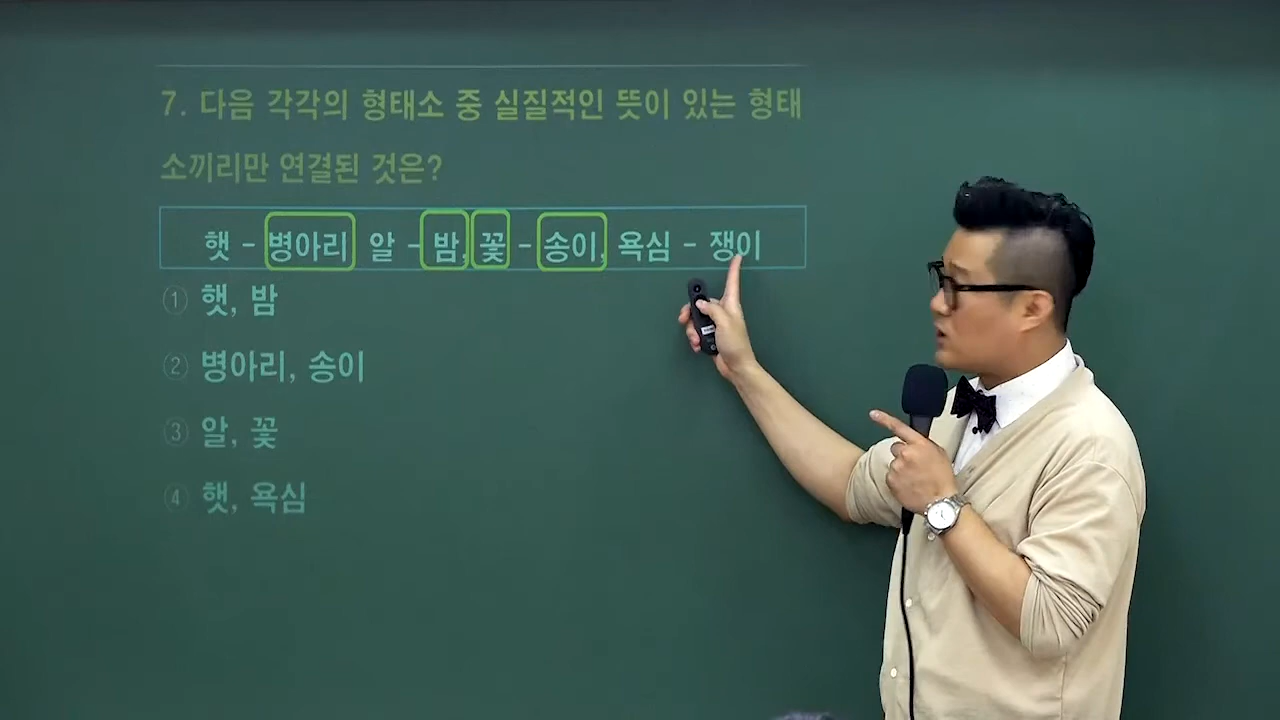 7. 다음 각각의 형태소 중 실질적인 뜻이 있는 형태
소끼리만 연결된 것은?
햇 - 병아리 알 - 밤, 꽃 - 송이, 욕심 - 쟁이
① 햇, 밤
② 병아리, 송이
③ 알, 꽃
④ 햇, 욕심